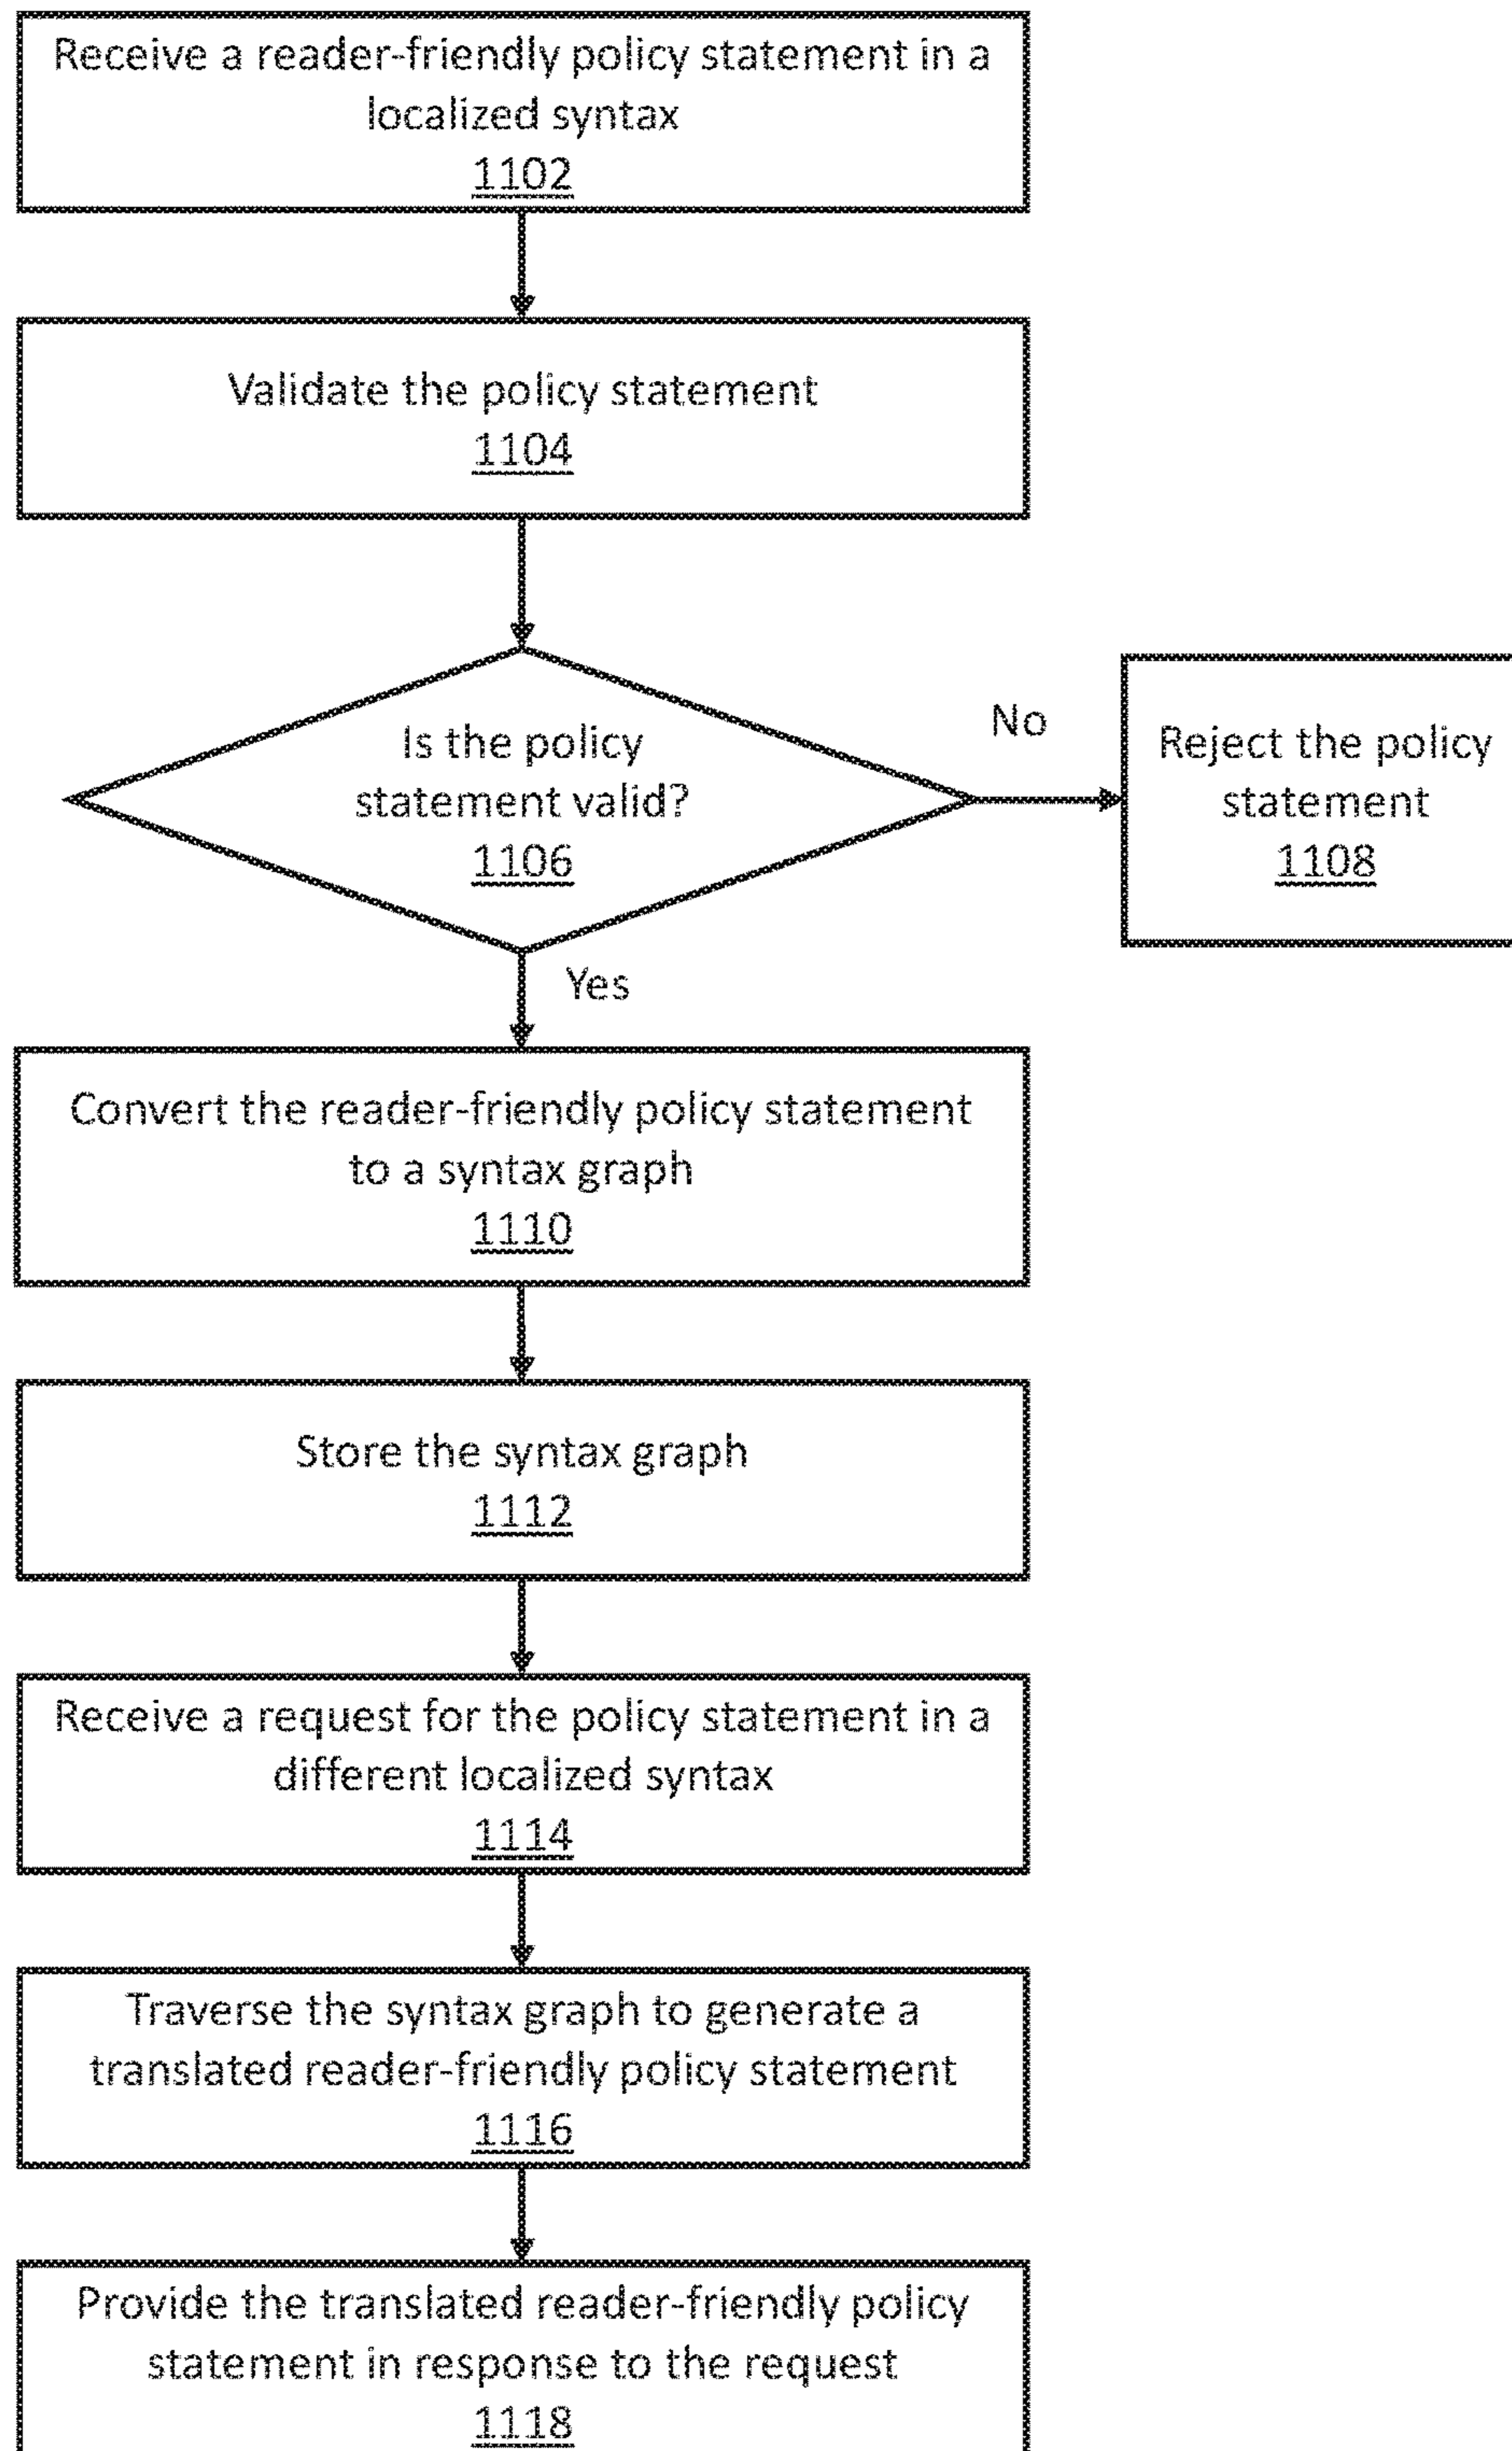 Receive a reader-friendly policy statement in a
localized syntax
1102
Validate the policy statement
1104
Is the policy
statement valid?
1106
No
Reject the policy
statement
1108
Yes
Convert the reader-friendly policy statement
to a syntax graph
1110
Store the syntax graph
1112
Receive a request for the policy statement in a
different localized syntax
1114
Traverse the syntax graph to generate a
translated reader-friendly policy statement
1116
Provide the translated reader-friendly policy
statement in response to the request
1118